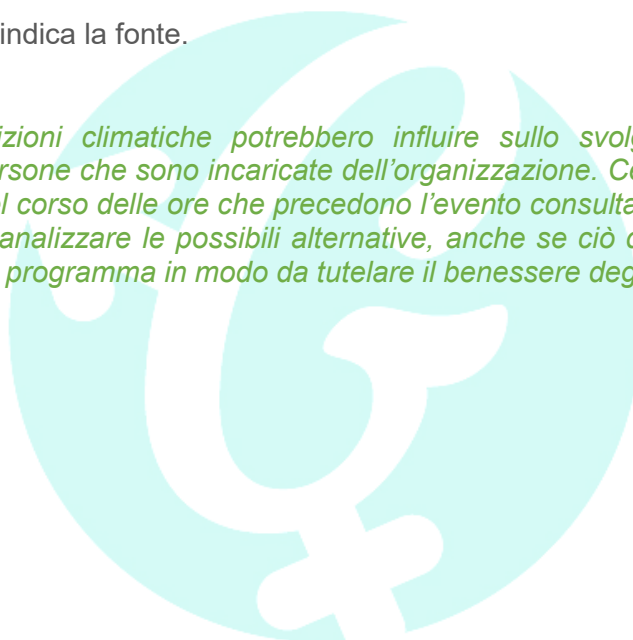 indica la fonte.
izioni climatiche potrebbero influire sullo svolg
rsone che sono incaricate dell’organizzazione. Co
l corso delle ore che precedono l’evento consulta
analizzare le possibili alternative, anche se ciò c
programma in modo da tutelare il benessere deg